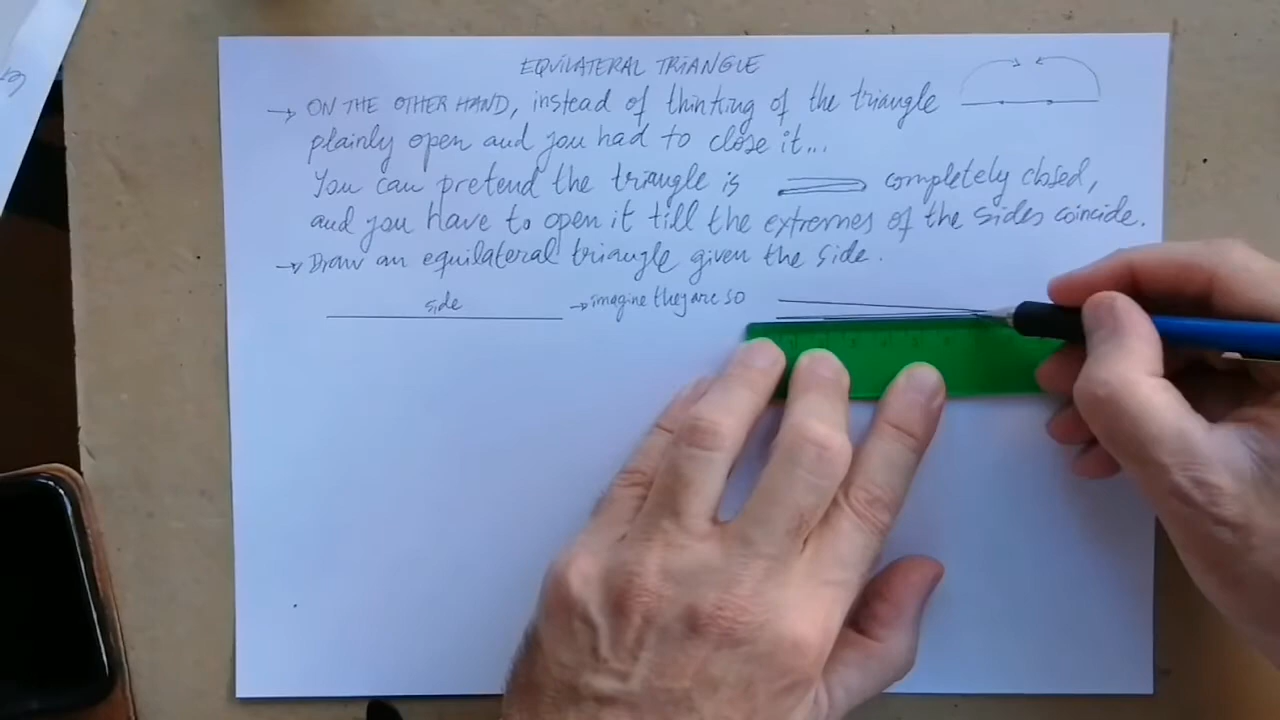 EQUILATERAL TRIANGLE
→ ON THE OTHER HAND, instead of thinking of the triangle
plainly open and you had to close it...
You can pretend the triangle is completely closed,
and you have to open it till the extremes of the sides coincide.
→ Draw an equilateral triangle given the side.
side → imagine they are so